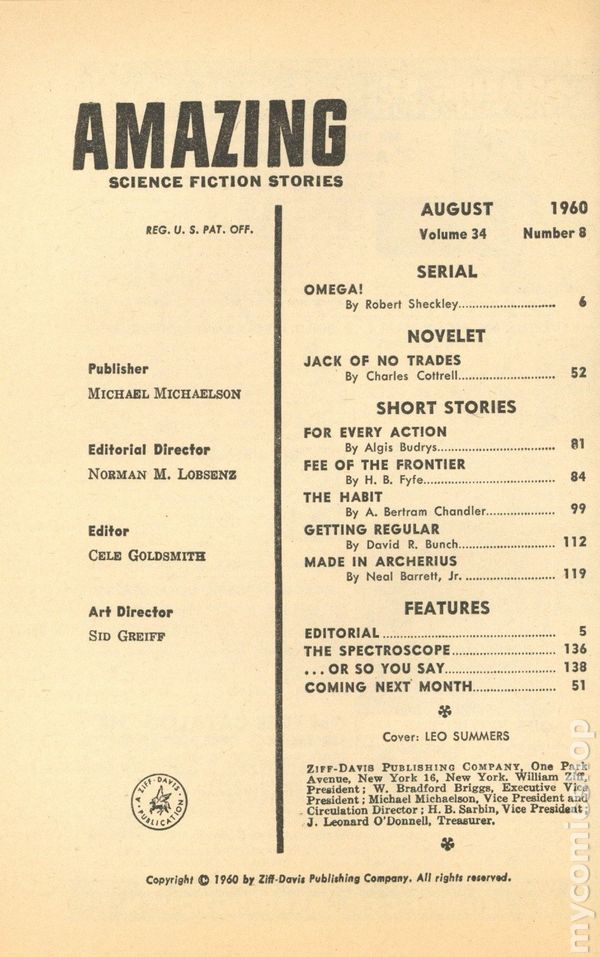 AMAZING
SCIENCE FICTION STORIES
REG. U. S. PAT. OFF.
Publisher
MICHAEL MICHAELSON
Editorial Director
NORMAN M. LOBSENZ
Editor
CELE GOLDSMITH
Art Director
SID GREIFF
A ZIFF-DAVIS PUBLICATION
AUGUST 1960
Volume 34 Number 8
SERIAL
OMEGA!
By Robert Sheckley............................ 6
NOVELET
JACK OF NO TRADES
By Charles Cottrell............................ 52
SHORT STORIES
FOR EVERY ACTION
By Algis Budrys............................ 81
FEE OF THE FRONTIER
By H. B. Fyfe............................ 84
THE HABIT
By A. Bertram Chandler.................... 99
GETTING REGULAR
By David R. Bunch............................ 112
MADE IN ARCHERIUS
By Neal Barrett, Jr. .......................... 119
FEATURES
EDITORIAL .................................................. 5
THE SPECTROSCOPE.............................. 136
...OR SO YOU SAY................................ 138
COMING NEXT MONTH........................ 51
Cover: LEO SUMMERS
ZIFF-DAVIS PUBLISHING COMPANY, One Park
Avenue, New York 16, New York. William Ziff,
President; W. Bradford Briggs, Executive Vice
President; Michael Michaelson, Vice President and
Circulation Director; H. B. Sarbin, Vice President;
J. Leonard O'Donnell, Treasurer.
Copyright © 1960 by Ziff-Davis Publishing Company. All rights reserved.
mycomicshop